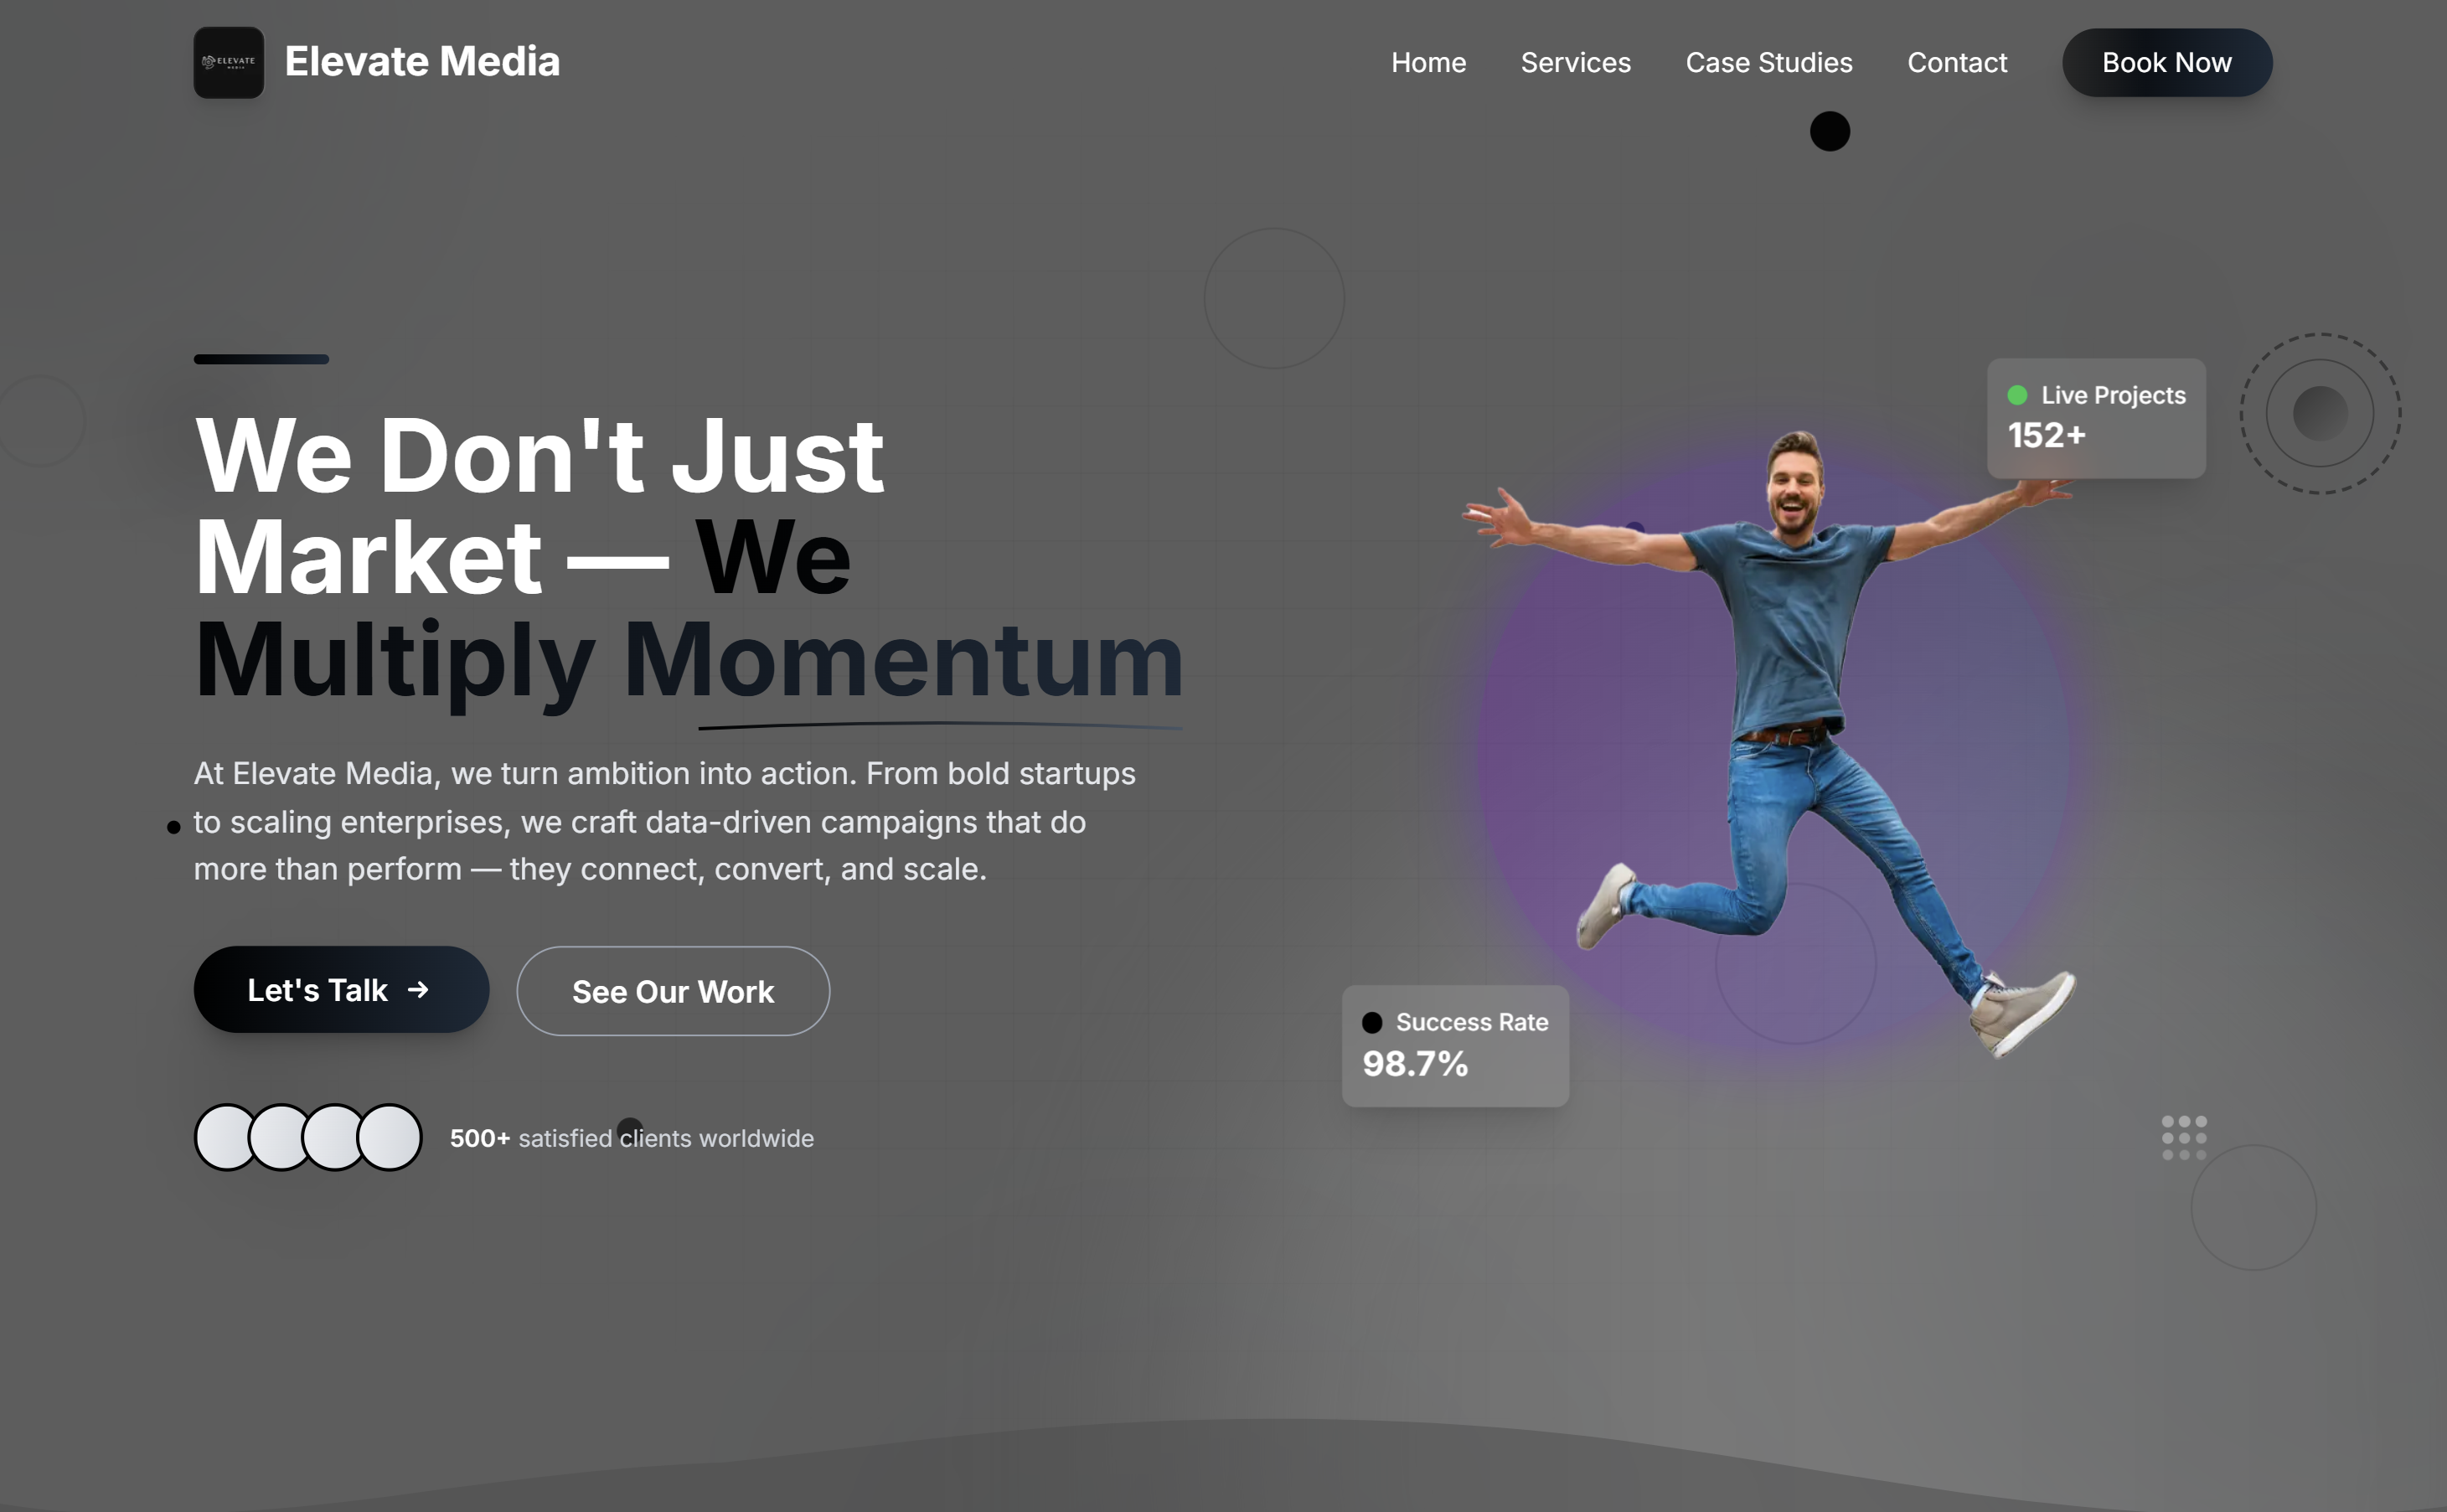 ELEVATE
MEDIA
Elevate Media
Home
Services
Case Studies
Contact
Book Now
We Don't Just
Market — We
Multiply Momentum
At Elevate Media, we turn ambition into action. From bold startups
to scaling enterprises, we craft data-driven campaigns that do
more than perform — they connect, convert, and scale.
Let's Talk →
See Our Work
500+ satisfied clients worldwide
Live Projects
152+
Success Rate
98.7%